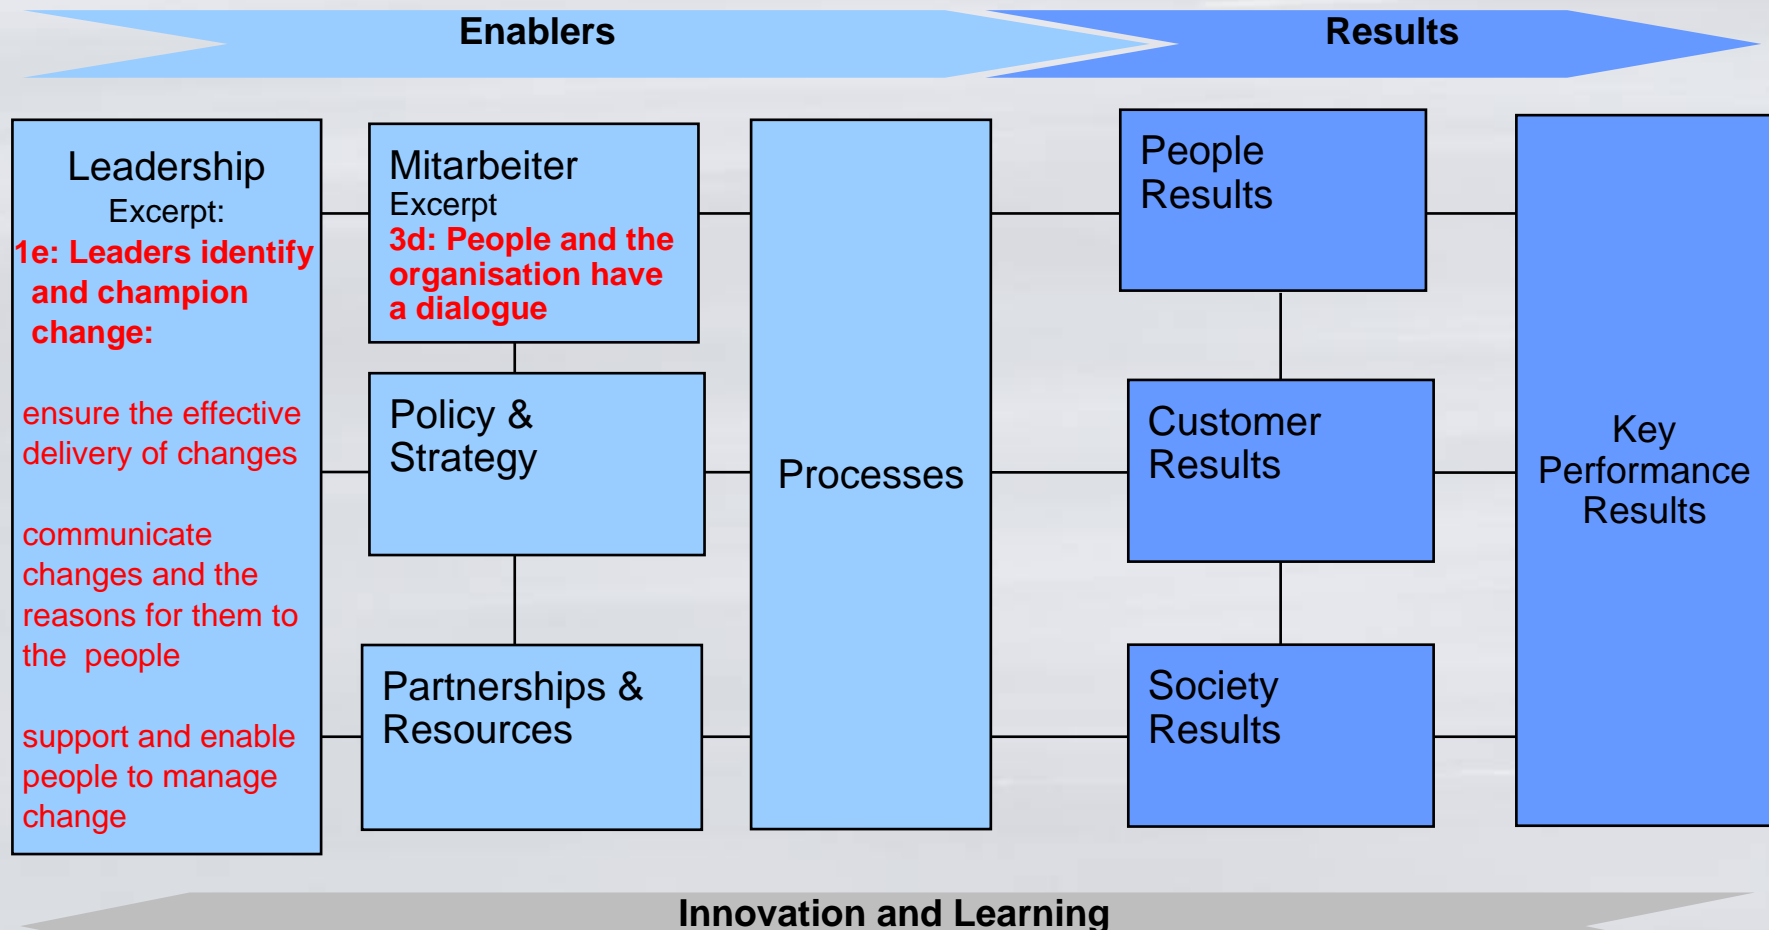 Enablers
Results
Leadership
Excerpt:
1e: Leaders identify
and champion
change:
ensure the effective
delivery of changes
communicate
changes and the
reasons for them to
the people
support and enable
people to manage
change
Mitarbeiter
Excerpt
3d: People and the
organisation have
a dialogue
Policy &
Strategy
Partnerships &
Resources
Processes
People
Results
Customer
Results
Society
Results
Key
Performance
Results
Innovation and Learning